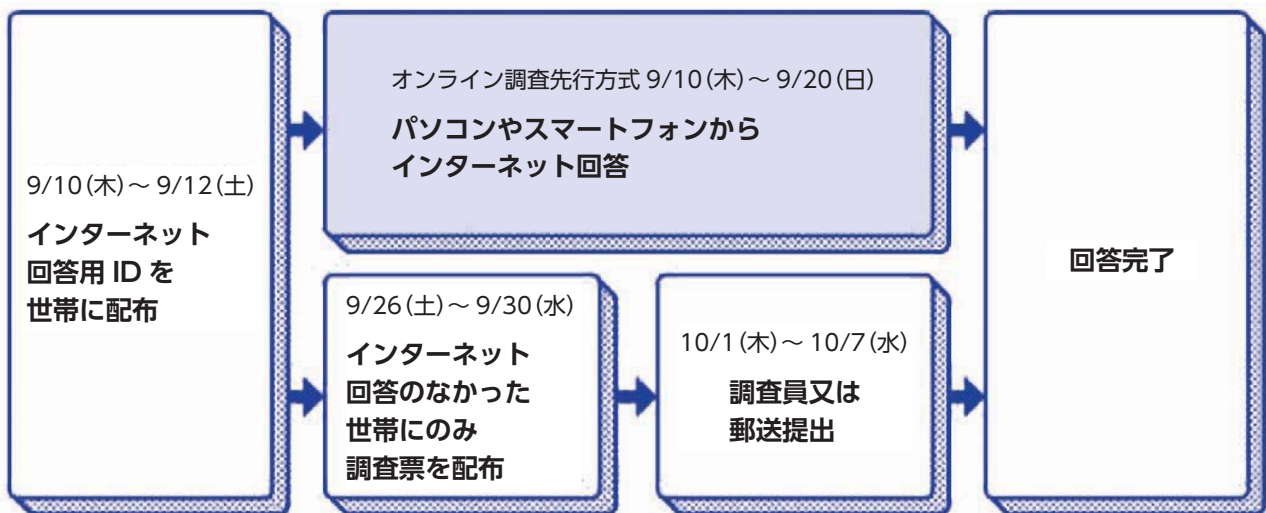 9/10(木)～ 9/12(土)
インターネット
回答用 ID を
世帯に配布
オンライン調査先行方式 9/10(木)～ 9/20(日)
パソコンやスマートフォンから
インターネット回答
9/26(土)～ 9/30(水)
インターネット
回答のなかった
世帯にのみ
調査票を配布
10/1(木)～ 10/7(水)
調査員又は
郵送提出
回答完了